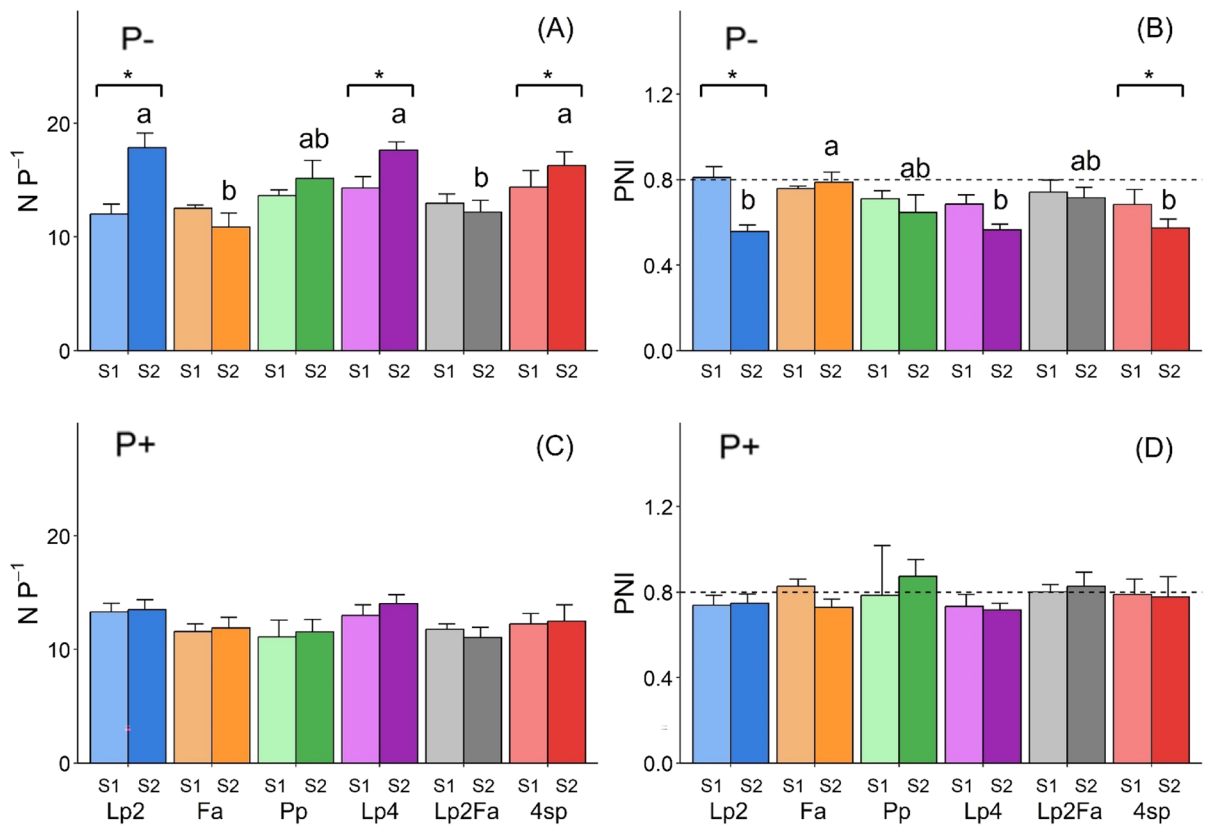 P- (A)
* * *
a ab a b a
b
20
10
0
N P⁻¹
S1 S2 S1 S2 S1 S2 S1 S2 S1 S2 S1 S2
P- (B)
* *
a ab ab
b b b
1.2
0.8
0.4
0.0
PNI
S1 S2 S1 S2 S1 S2 S1 S2 S1 S2 S1 S2
P+ (C)
20
10
0
N P⁻¹
S1 S2 S1 S2 S1 S2 S1 S2 S1 S2 S1 S2
Lp2 Fa Pp Lp4 Lp2Fa 4sp
P+ (D)
1.2
0.8
0.4
0.0
PNI
S1 S2 S1 S2 S1 S2 S1 S2 S1 S2 S1 S2
Lp2 Fa Pp Lp4 Lp2Fa 4sp